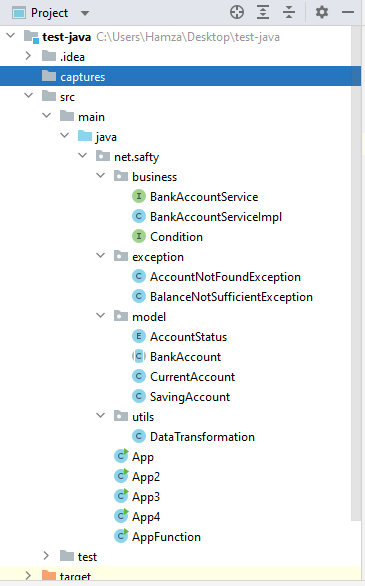 Project
test-java C:\Users\Hamza\Desktop\test-java
.idea
captures
src
main
java
net.safty
business
I BankAccountService
C BankAccountServiceImpl
I Condition
exception
C AccountNotFoundException
C BalanceNotSufficientException
model
E AccountStatus
C BankAccount
C CurrentAccount
C SavingAccount
utils
C DataTransformation
C App
C App2
C App3
C App4
C AppFunction
test
target